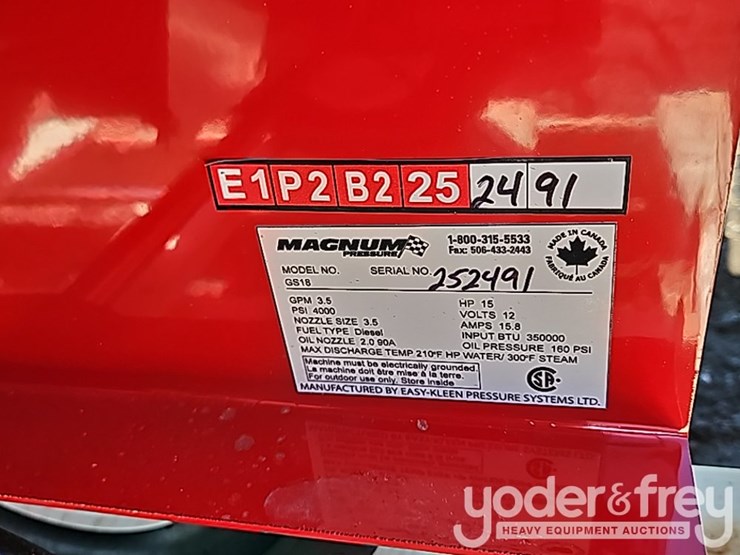 E1 P2 B2 25 24 91
MAGNUM PRESSURE
1-800-315-5533
Fax: 506-433-2443
MADE IN CANADA
FABRIQUÉ AU CANADA
MODEL NO. SERIAL NO. 252491
GS18
GPM 3.5
PSI 4000
NOZZLE SIZE 3.5
FUEL TYPE Diesel
OIL NOZZLE 2.0 90A
HP 15
VOLTS 12
AMPS 15.8
INPUT BTU 350000
OIL PRESSURE 160 PSI
MAX DISCHARGE TEMP 210°F HP WATER/ 300°F STEAM
Machine must be electrically grounded.
La machine doit être mise à la terre.
For outdoor use only. Store inside
CSA
MANUFACTURED BY EASY-KLEEN PRESSURE SYSTEMS LTD.
yoder&frey
HEAVY EQUIPMENT AUCTIONS